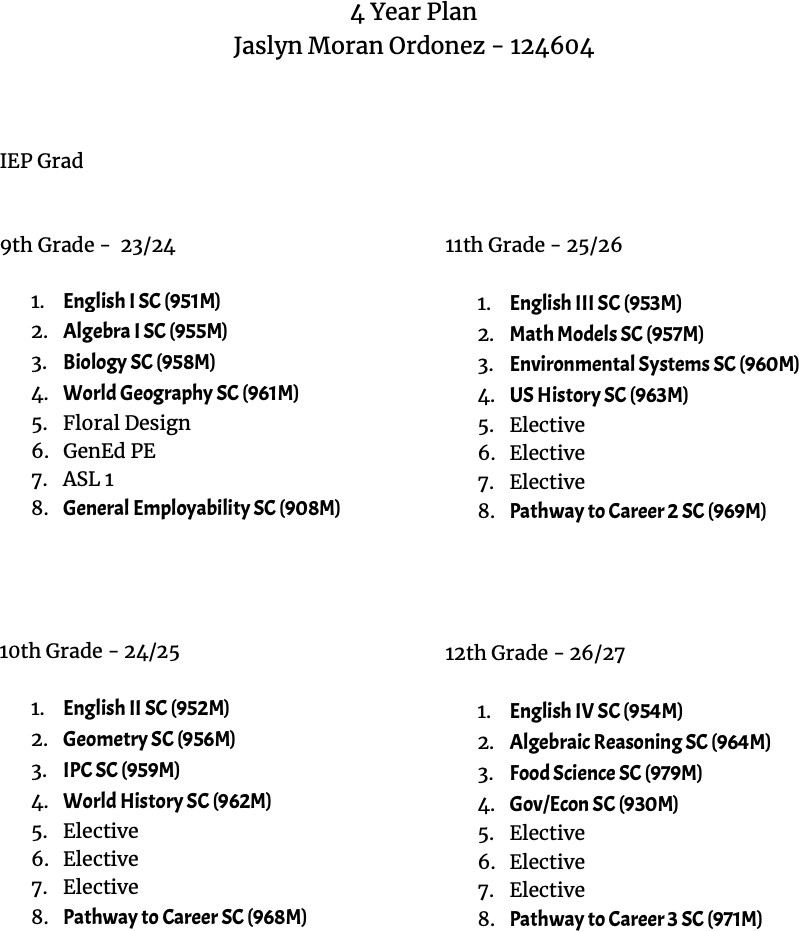 4 Year Plan
Jaslyn Moran Ordonez - 124604
IEP Grad
9th Grade - 23/24
1. English I SC (951M)
2. Algebra I SC (955M)
3. Biology SC (958M)
4. World Geography SC (961M)
5. Floral Design
6. GenEd PE
7. ASL 1
8. General Employability SC (908M)
11th Grade - 25/26
1. English III SC (953M)
2. Math Models SC (957M)
3. Environmental Systems SC (960M)
4. US History SC (963M)
5. Elective
6. Elective
7. Elective
8. Pathway to Career 2 SC (969M)
10th Grade - 24/25
1. English II SC (952M)
2. Geometry SC (956M)
3. IPC SC (959M)
4. World History SC (962M)
5. Elective
6. Elective
7. Elective
8. Pathway to Career SC (968M)
12th Grade - 26/27
1. English IV SC (954M)
2. Algebraic Reasoning SC (964M)
3. Food Science SC (979M)
4. Gov/Econ SC (930M)
5. Elective
6. Elective
7. Elective
8. Pathway to Career 3 SC (971M)